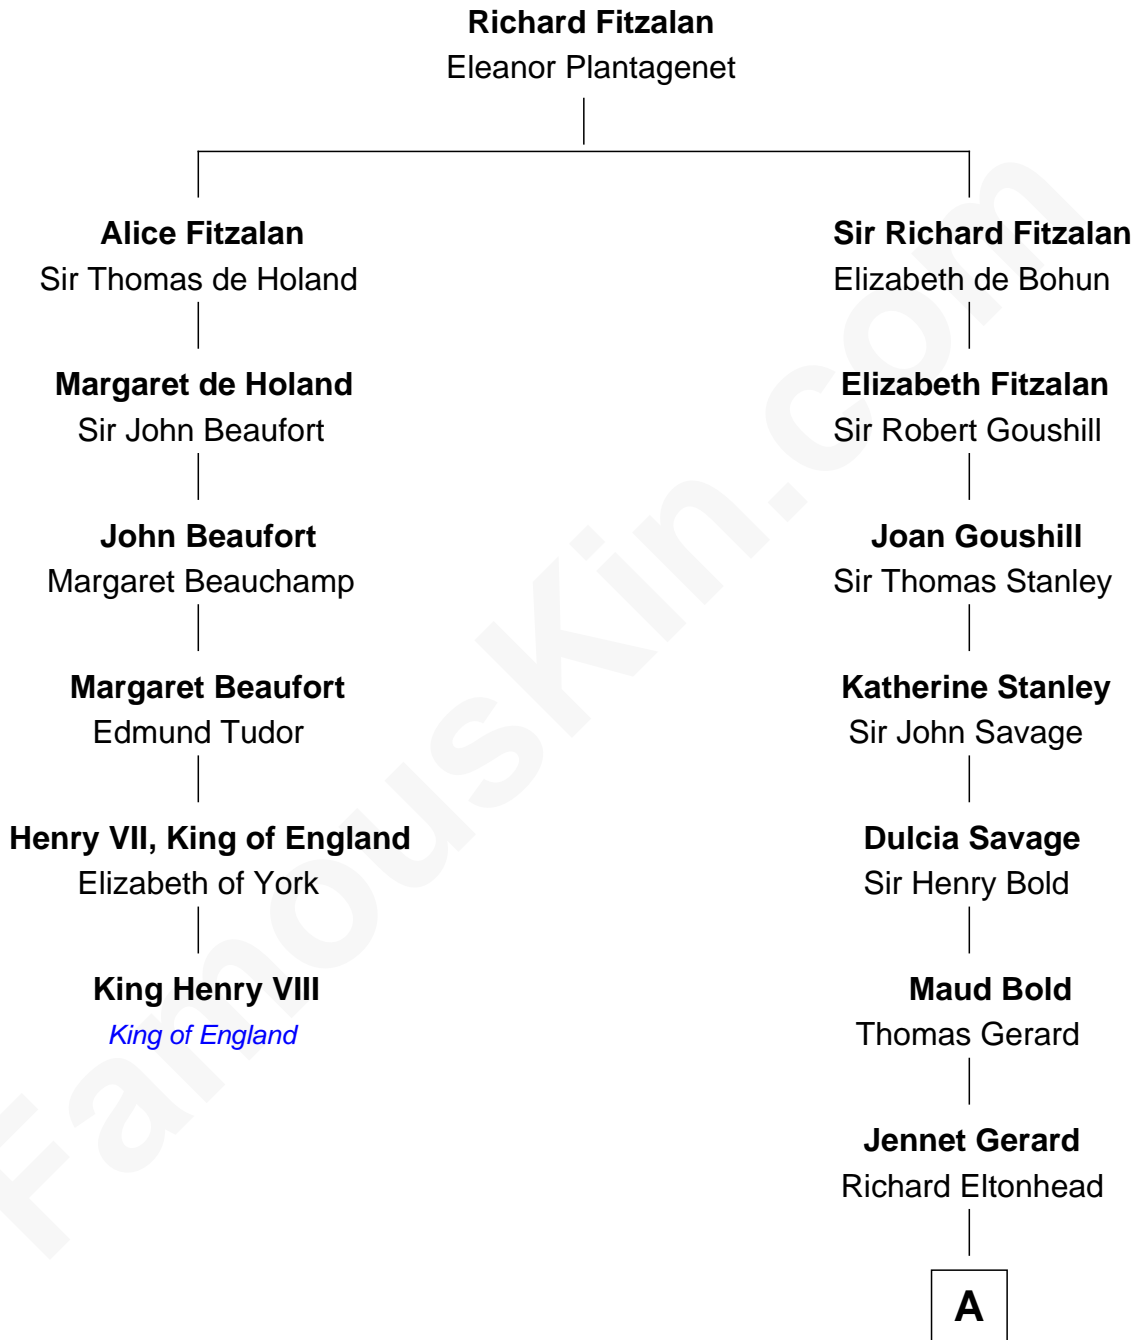 Richard Fitzalan
Eleanor Plantagenet
Alice Fitzalan
Sir Thomas de Holand
Sir Richard Fitzalan
Elizabeth de Bohun
Margaret de Holand
Sir John Beaufort
Elizabeth Fitzalan
Sir Robert Goushill
John Beaufort
Margaret Beauchamp
Joan Goushill
Sir Thomas Stanley
Margaret Beaufort
Edmund Tudor
Katherine Stanley
Sir John Savage
Henry VII, King of England
Elizabeth of York
Dulcia Savage
Sir Henry Bold
King Henry VIII
King of England
Maud Bold
Thomas Gerard
Jennet Gerard
Richard Eltonhead
A
FamousKin.com